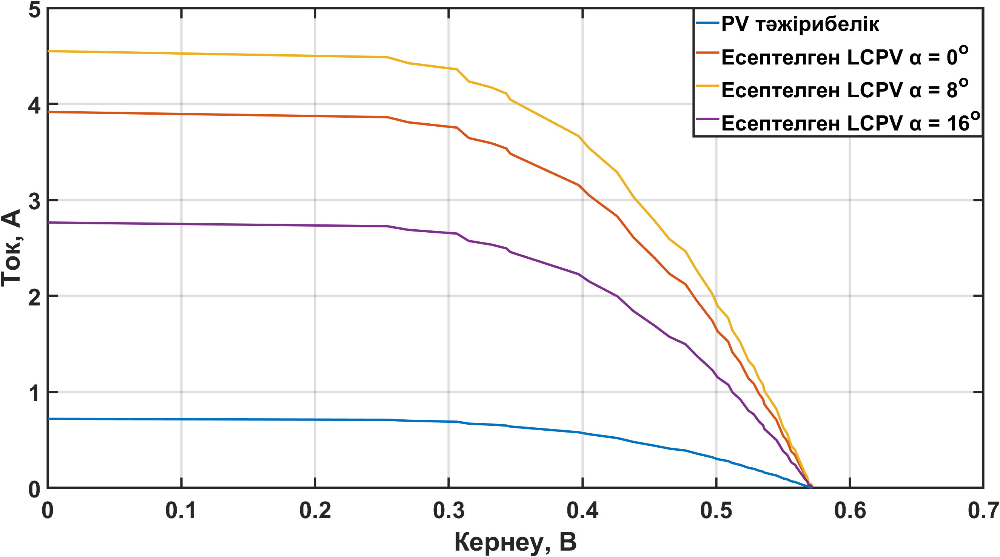 5
4
3
2
1
0
Ток, А
PV тәжірибелік
Есептелген LCPV α = 0°
Есептелген LCPV α = 8°
Есептелген LCPV α = 16°
0 0.1 0.2 0.3 0.4 0.5 0.6 0.7
Кернеу, В